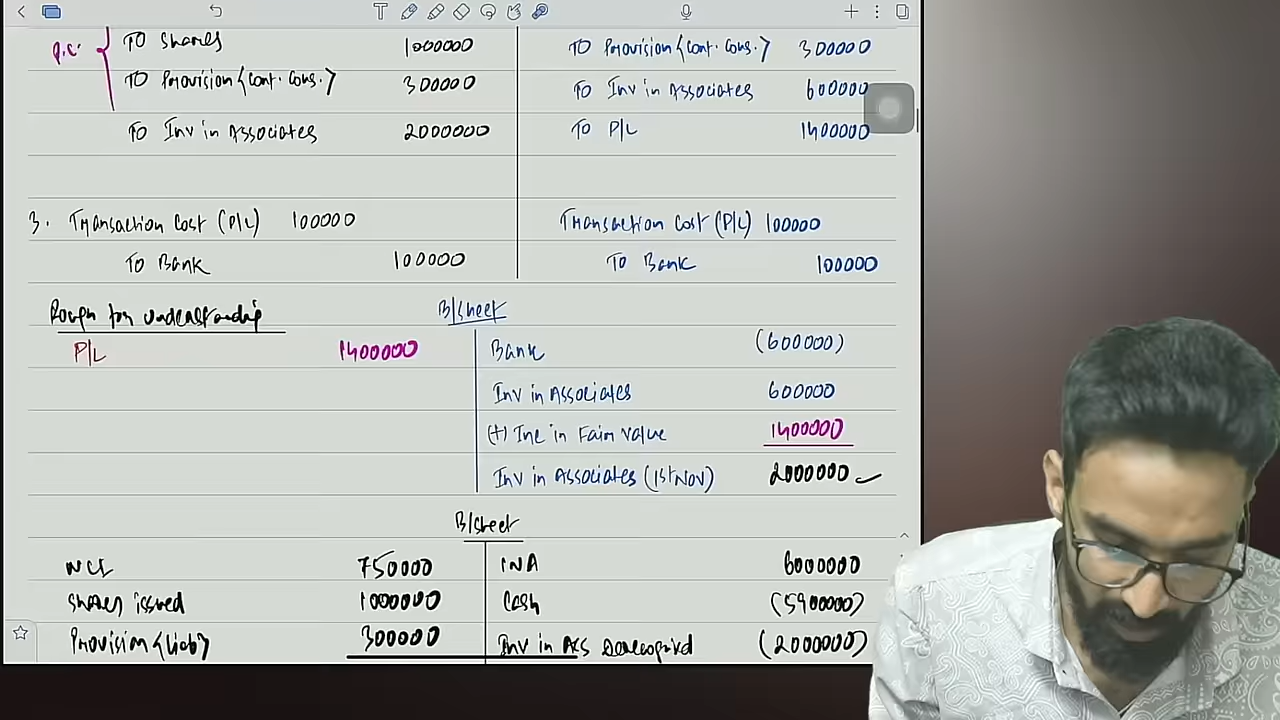 P.C. { TO Shares 1000000 TO Provision {Cont. Cons.} 300000
TO Provision {Cont. Cons.} 300000 TO Inv in Associates 600000
TO Inv in Associates 2000000 TO P/L 1400000
3. Transaction Cost (P/L) 100000 Transaction Cost (P/L) 100000
TO Bank 100000 TO Bank 100000
Rough for understanding B/sheet
P/L 1400000 Bank (600000)
Inv in Associates 600000
(+) Inc in Fair value 1400000
Inv in Associates (1st Nov) 2000000
B/sheet
NCI 750000 INA 6000000
Shares issued 1000000 Cash (5900000)
Provision {Liab} 300000 Inv in Ass Derecognized (2000000)